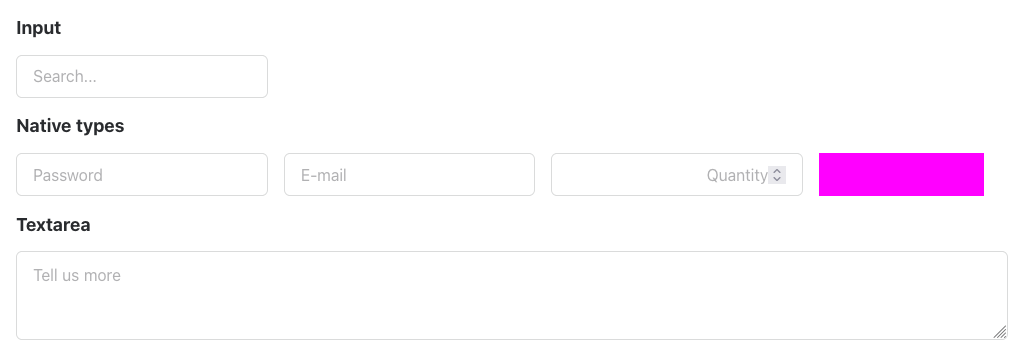 Input
Search...
Native types
Password E-mail Quantity
Textarea
Tell us more